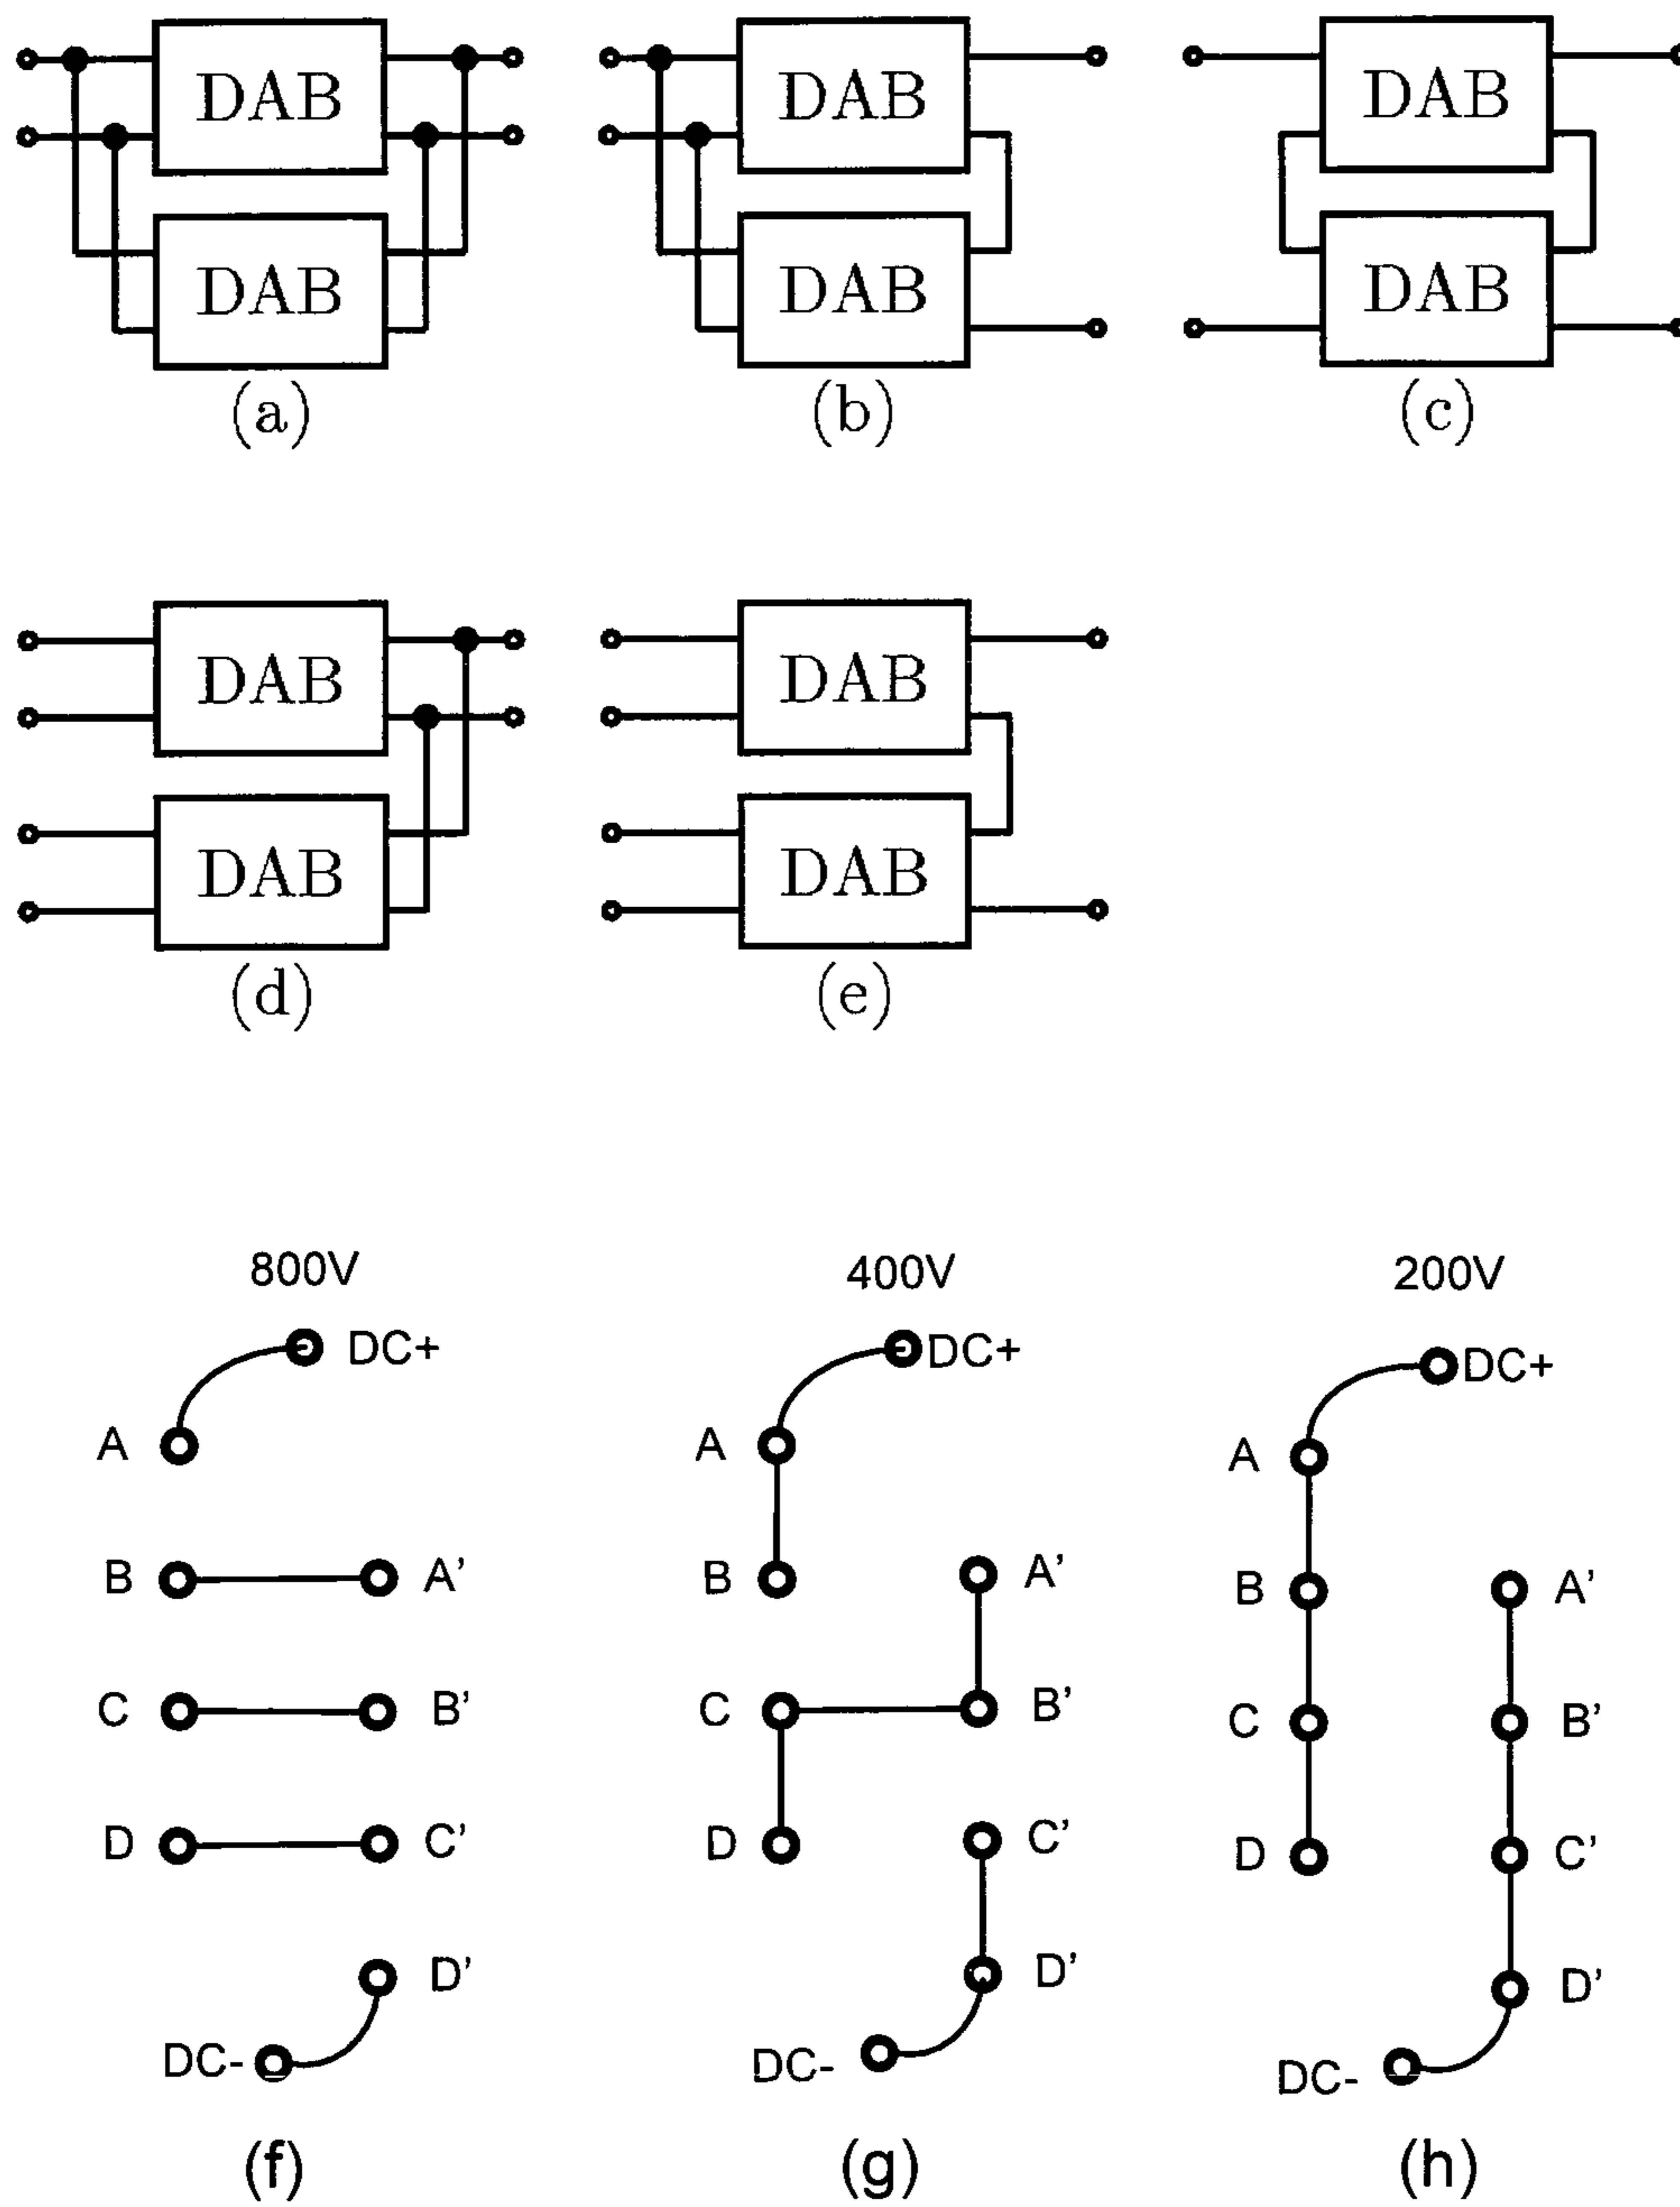 DAB DAB DAB
DAB DAB DAB
(a) (b) (c)
DAB DAB
DAB DAB
(d) (e)
800V 400V 200V
DC+ DC+ DC+
A A A
B A' B A' B A'
C B' C B' C B'
D C' D C' D C'
D' D' D'
DC- DC- DC-
(f) (g) (h)